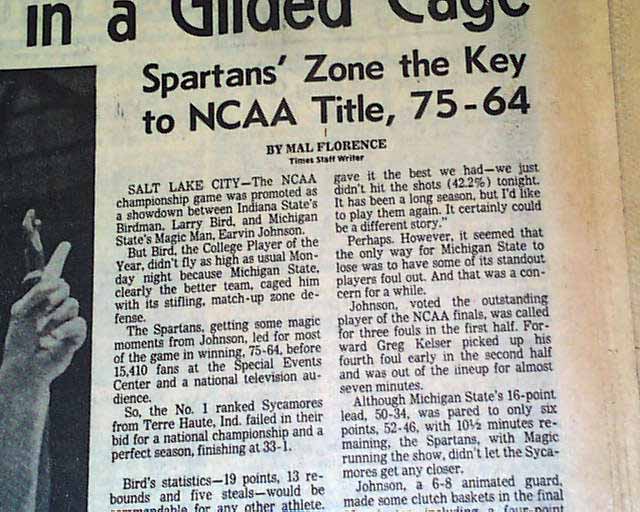 in a Gilded Cage
Spartans' Zone the Key
to NCAA Title, 75-64
BY MAL FLORENCE
Times Staff Writer
SALT LAKE CITY—The NCAA
championship game was promoted as
a showdown between Indiana State's
Birdman, Larry Bird, and Michigan
State's Magic Man, Earvin Johnson.
But Bird, the College Player of the
Year, didn't fly as high as usual Mon-
day night because Michigan State,
clearly the better team, caged him
with its stifling, match-up zone de-
fense.
The Spartans, getting some magic
moments from Johnson, led for most
of the game in winning, 75-64, before
15,410 fans at the Special Events
Center and a national television au-
dience.
So, the No. 1 ranked Sycamores
from Terre Haute, Ind. failed in their
bid for a national championship and a
perfect season, finishing at 33-1.
Bird's statistics—19 points, 13 re-
bounds and five steals—would be
commendable for any other athlete.
gave it the best we had—we just
didn't hit the shots (42.2%) tonight.
It has been a long season, but I'd like
to play them again. It certainly could
be a different story."
Perhaps. However, it seemed that
the only way for Michigan State to
lose was to have some of its standout
players foul out. And that was a con-
cern for a while.
Johnson, voted the outstanding
player of the NCAA finals, was called
for three fouls in the first half. For-
ward Greg Kelser picked up his
fourth foul early in the second half
and was out of the lineup for almost
seven minutes.
Although Michigan State's 16-point
lead, 50-34, was pared to only six
points, 52-46, with 10½ minutes re-
maining, the Spartans, with Magic
running the show, didn't let the Syca-
mores get any closer.
Johnson, a 6-8 animated guard,
made some clutch baskets in the final
including a four-point